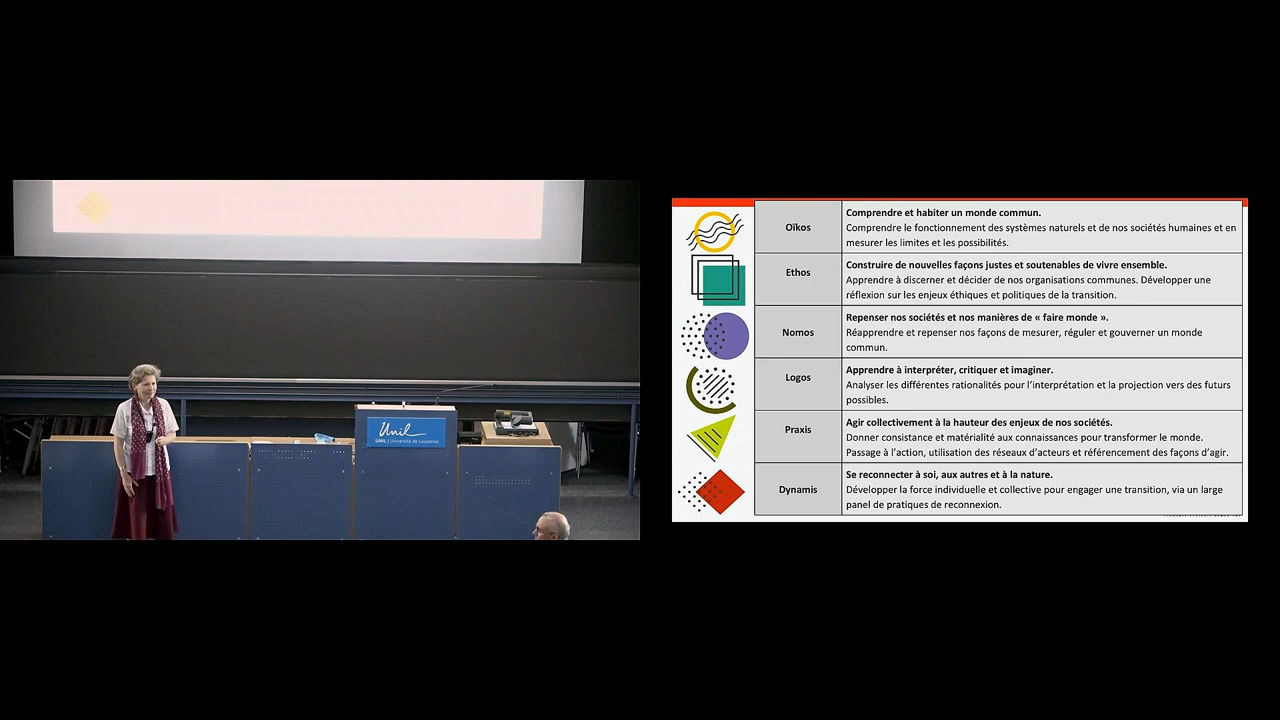 Unil
UNIL | Université de Lausanne
Oïkos
Comprendre et habiter un monde commun.
Comprendre le fonctionnement des systèmes naturels et de nos sociétés humaines et en
mesurer les limites et les possibilités.
Ethos
Construire de nouvelles façons justes et soutenables de vivre ensemble.
Apprendre à discerner et décider de nos organisations communes. Développer une
réflexion sur les enjeux éthiques et politiques de la transition.
Nomos
Repenser nos sociétés et nos manières de « faire monde ».
Réapprendre et repenser nos façons de mesurer, réguler et gouverner un monde
commun.
Logos
Apprendre à interpréter, critiquer et imaginer.
Analyser les différentes rationalités pour l'interprétation et la projection vers des futurs
possibles.
Praxis
Agir collectivement à la hauteur des enjeux de nos sociétés.
Donner consistance et matérialité aux connaissances pour transformer le monde.
Passage à l'action, utilisation des réseaux d'acteurs et référencement des façons d'agir.
Dynamis
Se reconnecter à soi, aux autres et à la nature.
Développer la force individuelle et collective pour engager une transition, via un large
panel de pratiques de reconnexion.